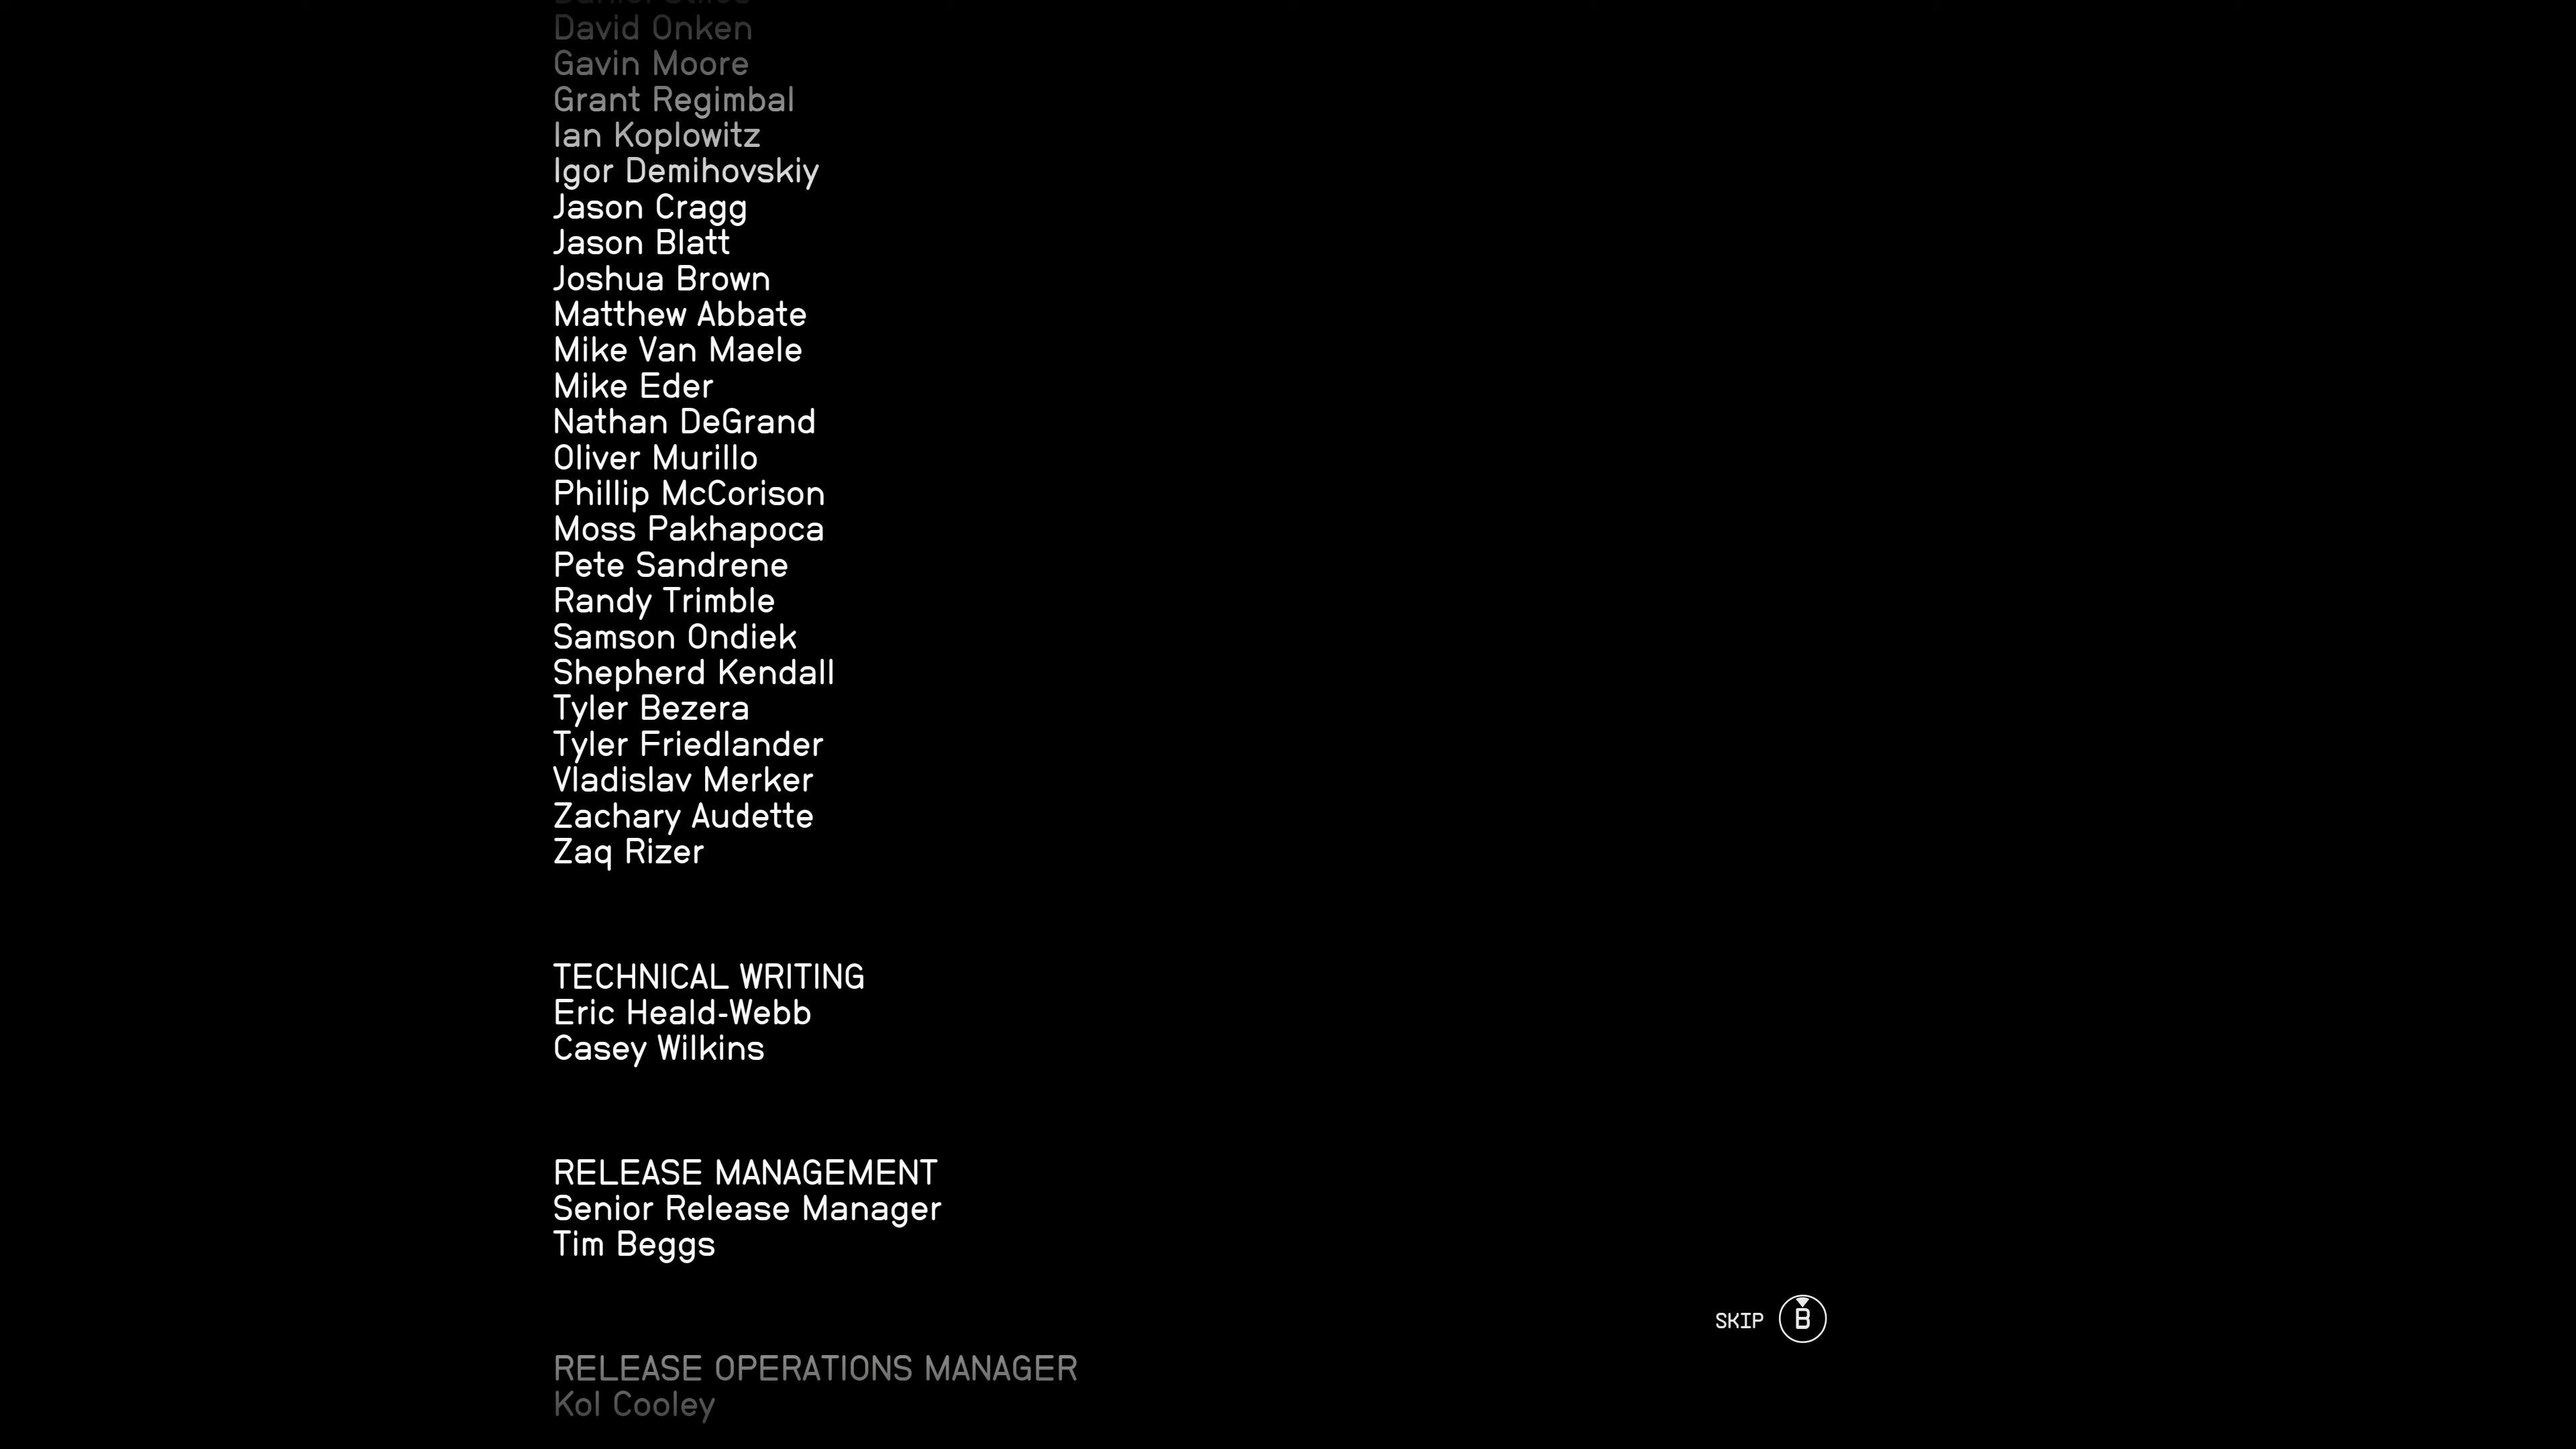 David Onken
Gavin Moore
Grant Regimbal
Ian Koplowitz
Igor Demihovskiy
Jason Cragg
Jason Blatt
Joshua Brown
Matthew Abbate
Mike Van Maele
Mike Eder
Nathan DeGrand
Oliver Murillo
Phillip McCorison
Moss Pakhapoca
Pete Sandrene
Randy Trimble
Samson Ondiek
Shepherd Kendall
Tyler Bezera
Tyler Friedlander
Vladislav Merker
Zachary Audette
Zaq Rizer
TECHNICAL WRITING
Eric Heald-Webb
Casey Wilkins
RELEASE MANAGEMENT
Senior Release Manager
Tim Beggs
SKIP B
RELEASE OPERATIONS MANAGER
Kol Cooley